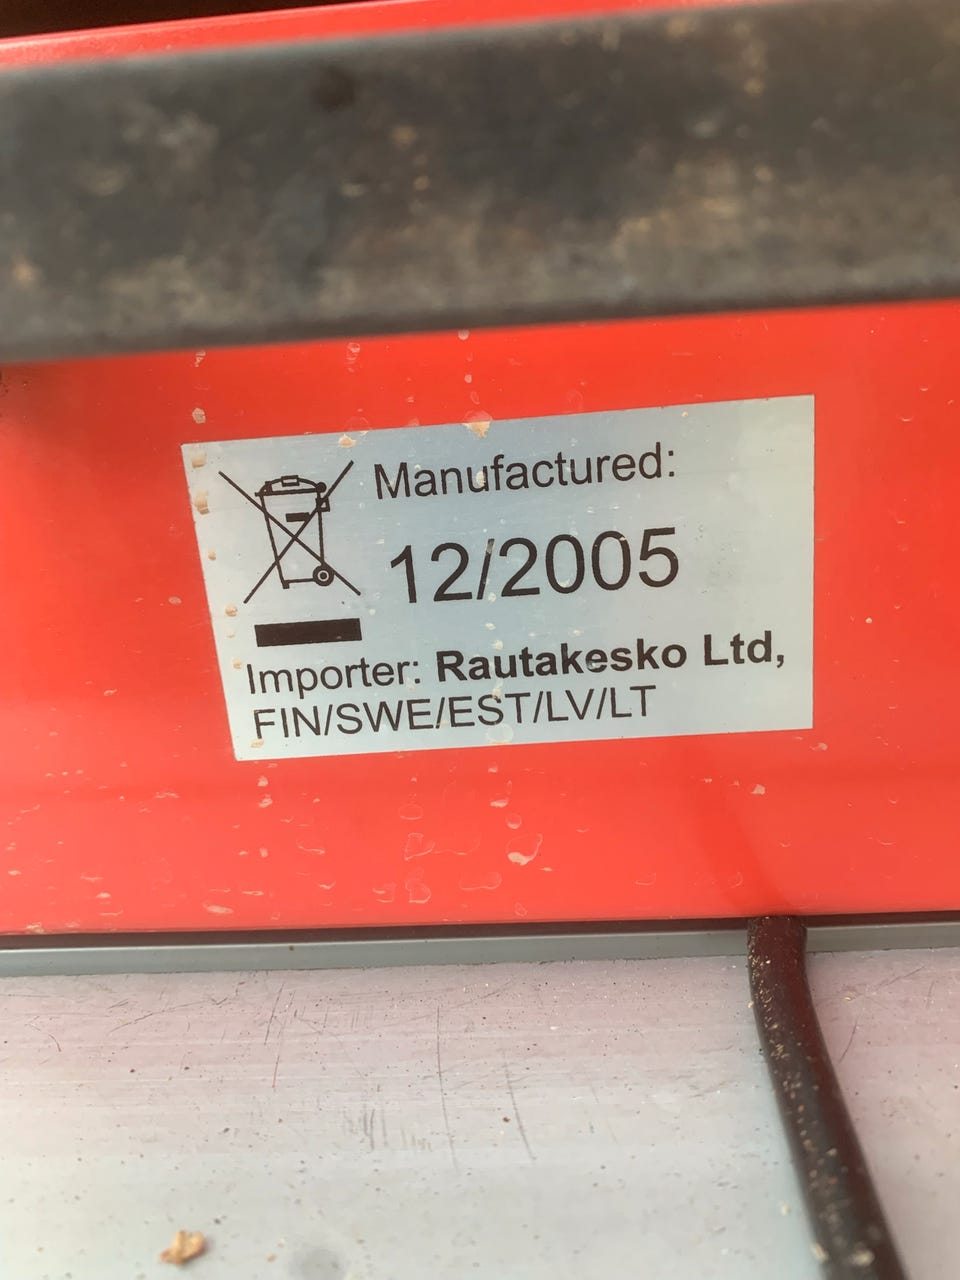 Manufactured:
12/2005
Importer: Rautakesko Ltd,
FIN/SWE/EST/LV/LT